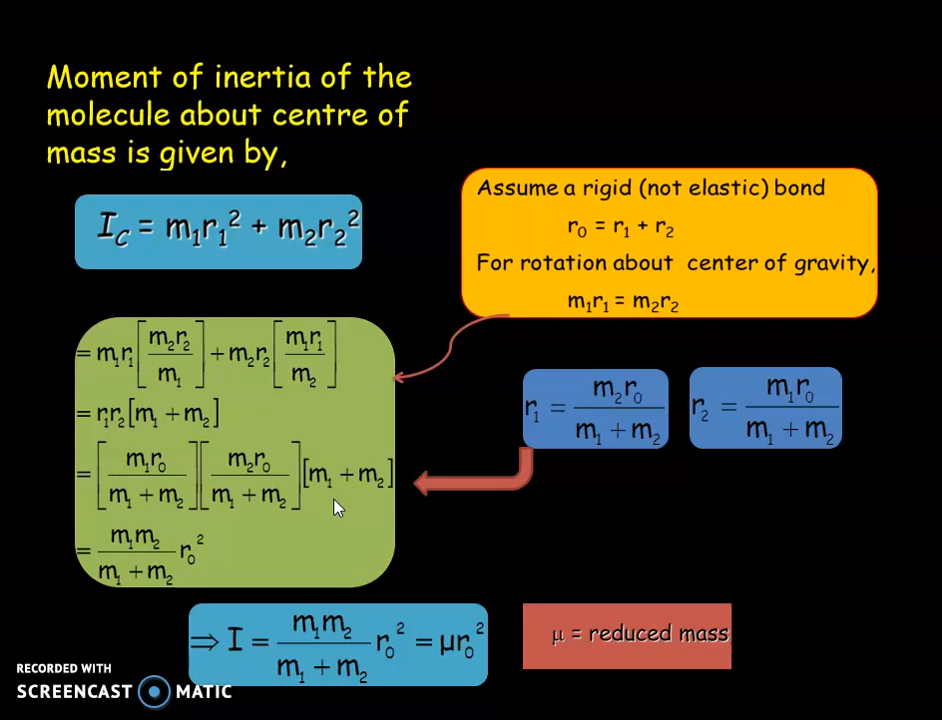 Moment of inertia of the
molecule about centre of
mass is given by,
I_C = m₁r₁² + m₂r₂²
Assume a rigid (not elastic) bond
r₀ = r₁ + r₂
For rotation about center of gravity,
m₁r₁ = m₂r₂
= m₁r₁ [m₂r₂ / m₁] + m₂r₂ [m₁r₁ / m₂]
= r₁r₂ [m₁ + m₂]
= [m₁r₀ / m₁ + m₂] [m₂r₀ / m₁ + m₂] [m₁ + m₂]
= m₁m₂ / m₁ + m₂ r₀²
r₁ = m₂r₀ / m₁ + m₂
r₂ = m₁r₀ / m₁ + m₂
⇒ I = m₁m₂ / m₁ + m₂ r₀² = μr₀²
μ = reduced mass
RECORDED WITH
SCREENCAST MATIC